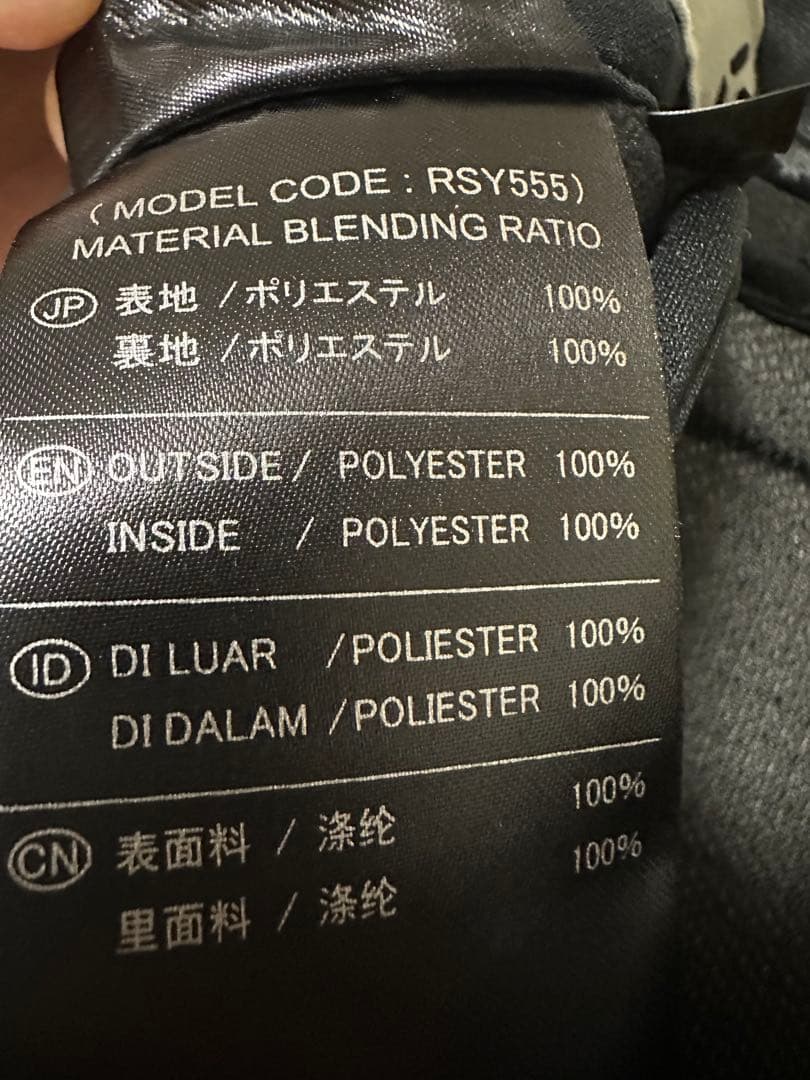 (MODEL CODE : RSY555)
MATERIAL BLENDING RATIO
JP 表地 /ポリエステル 100%
裏地 /ポリエステル 100%
EN OUTSIDE / POLYESTER 100%
INSIDE / POLYESTER 100%
ID DI LUAR /POLIESTER 100%
DI DALAM /POLIESTER 100%
CN 表面料 / 涤纶 100%
里面料 / 涤纶 100%